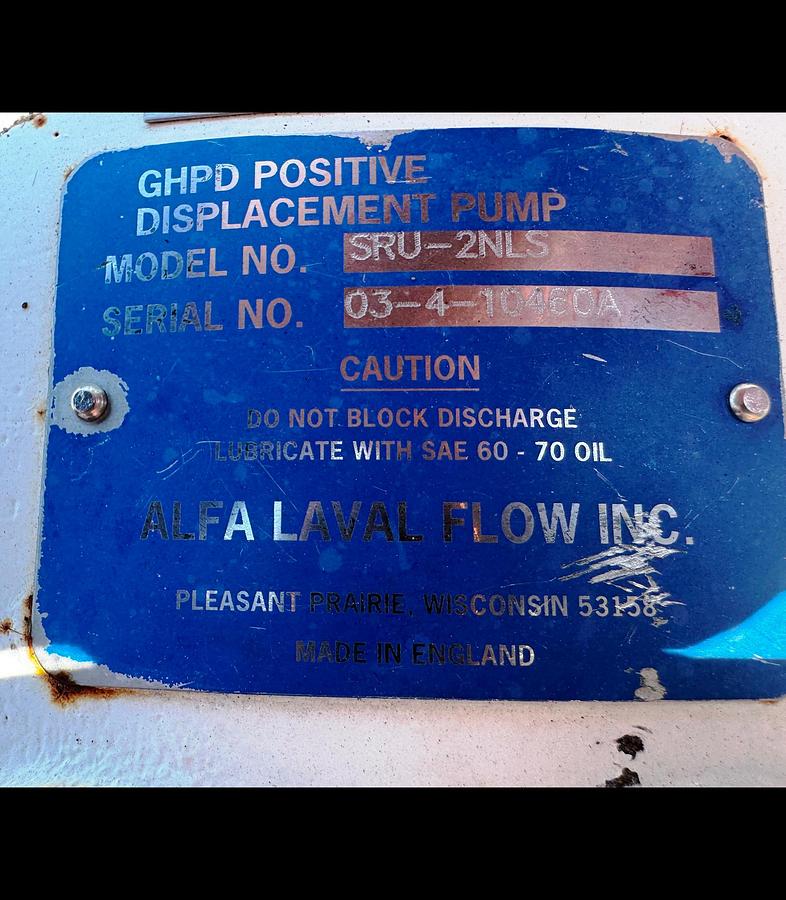 GHPD POSITIVE
DISPLACEMENT PUMP
MODEL NO. SRU-2NLS
SERIAL NO. 03-4-10460A
CAUTION
DO NOT BLOCK DISCHARGE
LUBRICATE WITH SAE 60 - 70 OIL
ALFA LAVAL FLOW INC.
PLEASANT PRAIRIE, WISCONSIN 53158
MADE IN ENGLAND